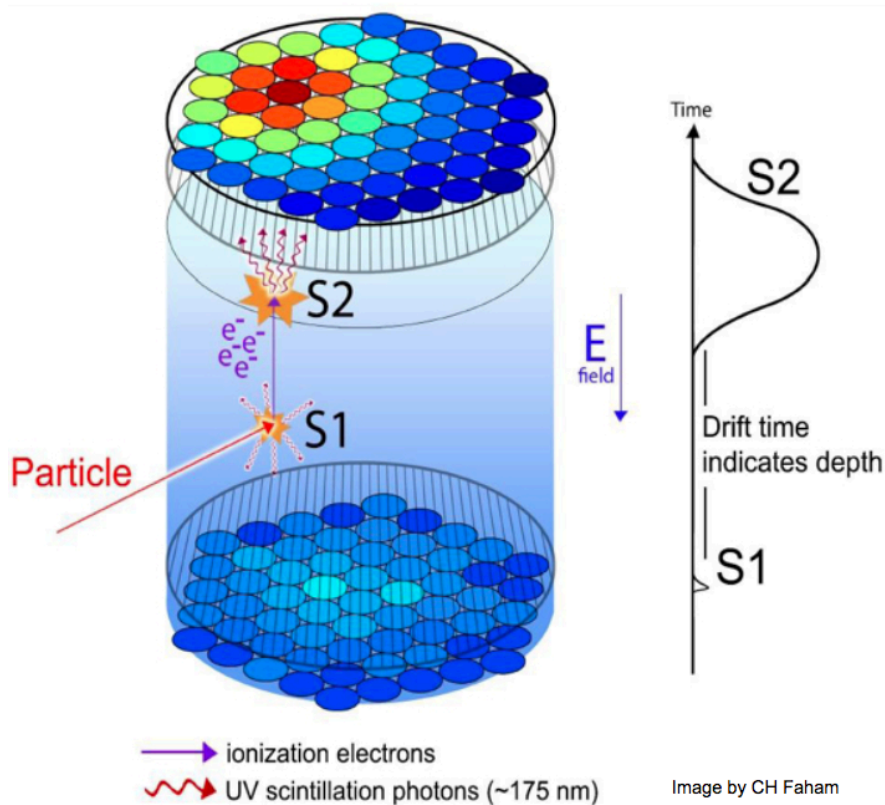 Time
S2
S2
e-
e-
e-
e-
E
field
S1
Drift time
indicates depth
Particle
S1
ionization electrons
UV scintillation photons (~175 nm)
Image by CH Faham